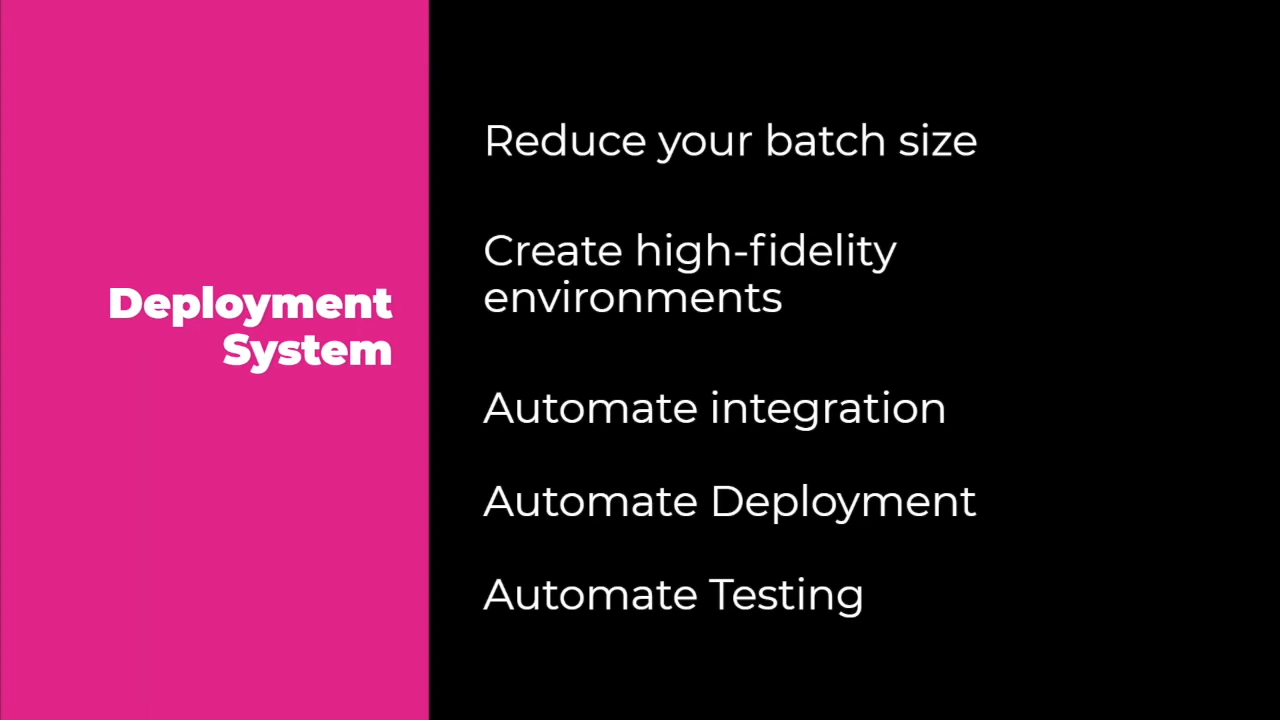 Deployment
System
Reduce your batch size
Create high-fidelity
environments
Automate integration
Automate Deployment
Automate Testing